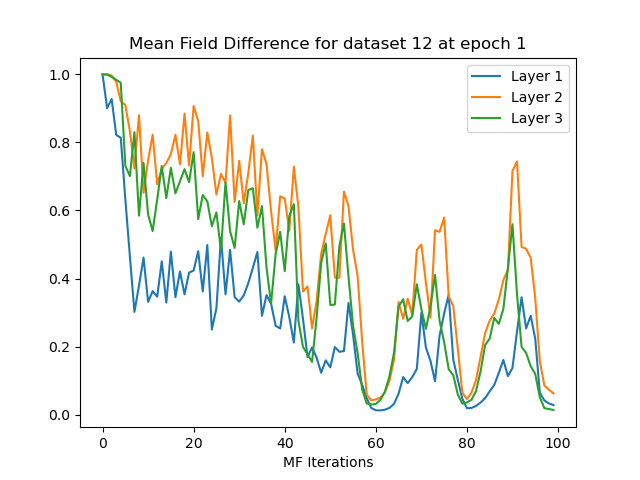 Mean Field Difference for dataset 12 at epoch 1
Layer 1
Layer 2
Layer 3
1.0
0.8
0.6
0.4
0.2
0.0
0 20 40 60 80 100
MF Iterations